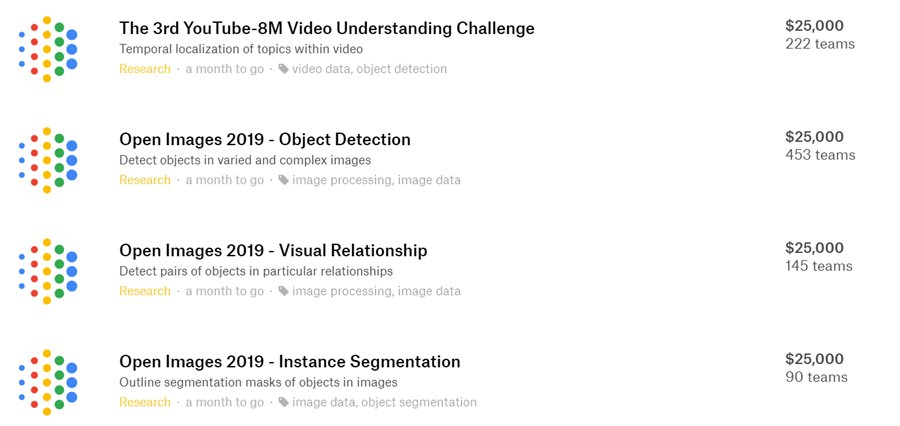 The 3rd YouTube-8M Video Understanding Challenge
$25,000
Temporal localization of topics within video
222 teams
Research · a month to go · video data, object detection
Open Images 2019 - Object Detection
$25,000
Detect objects in varied and complex images
453 teams
Research · a month to go · image processing, image data
Open Images 2019 - Visual Relationship
$25,000
Detect pairs of objects in particular relationships
145 teams
Research · a month to go · image processing, image data
Open Images 2019 - Instance Segmentation
$25,000
Outline segmentation masks of objects in images
90 teams
Research · a month to go · image data, object segmentation